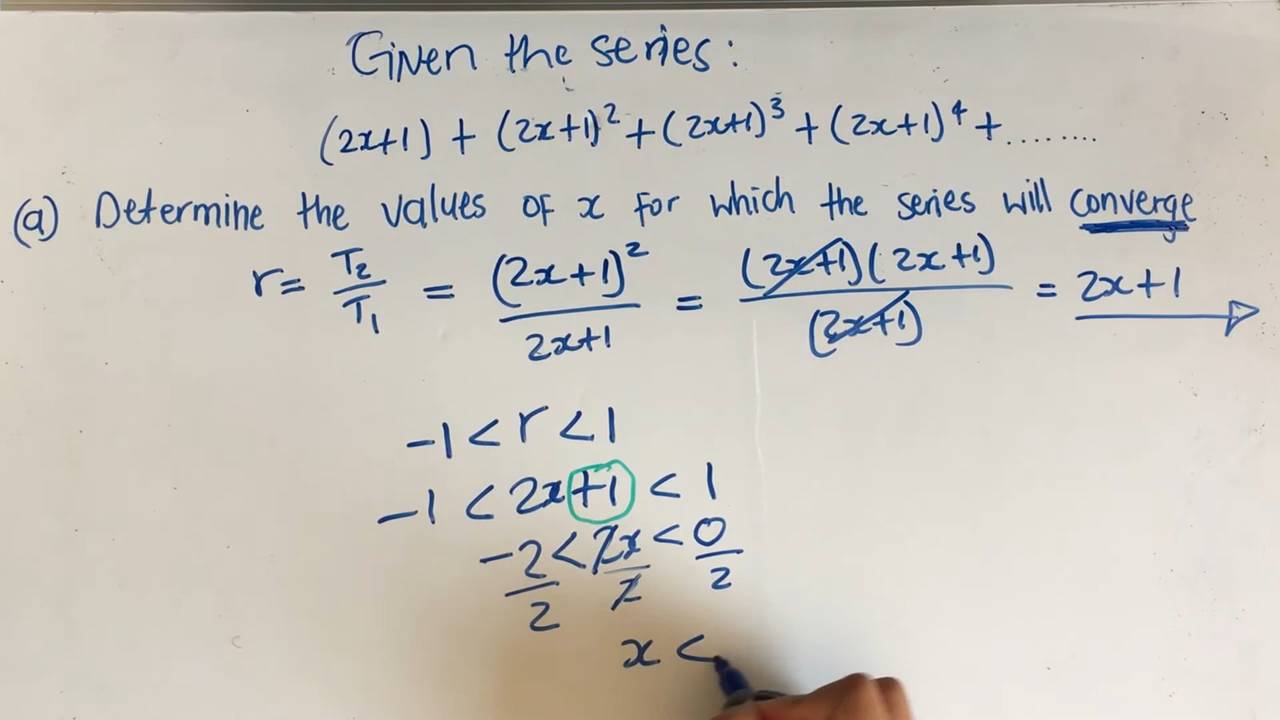 Given the series:
(2x+1) + (2x+1)² + (2x+1)³ + (2x+1)⁴ + ........
(a) Determine the values of x for which the series will converge
r = T₂/T₁ = (2x+1)²/2x+1 = (2x+1)(2x+1)/(2x+1) = 2x+1
-1 < r < 1
-1 < 2x+1 < 1
-2/2 < 2x/2 < 0/2
x <